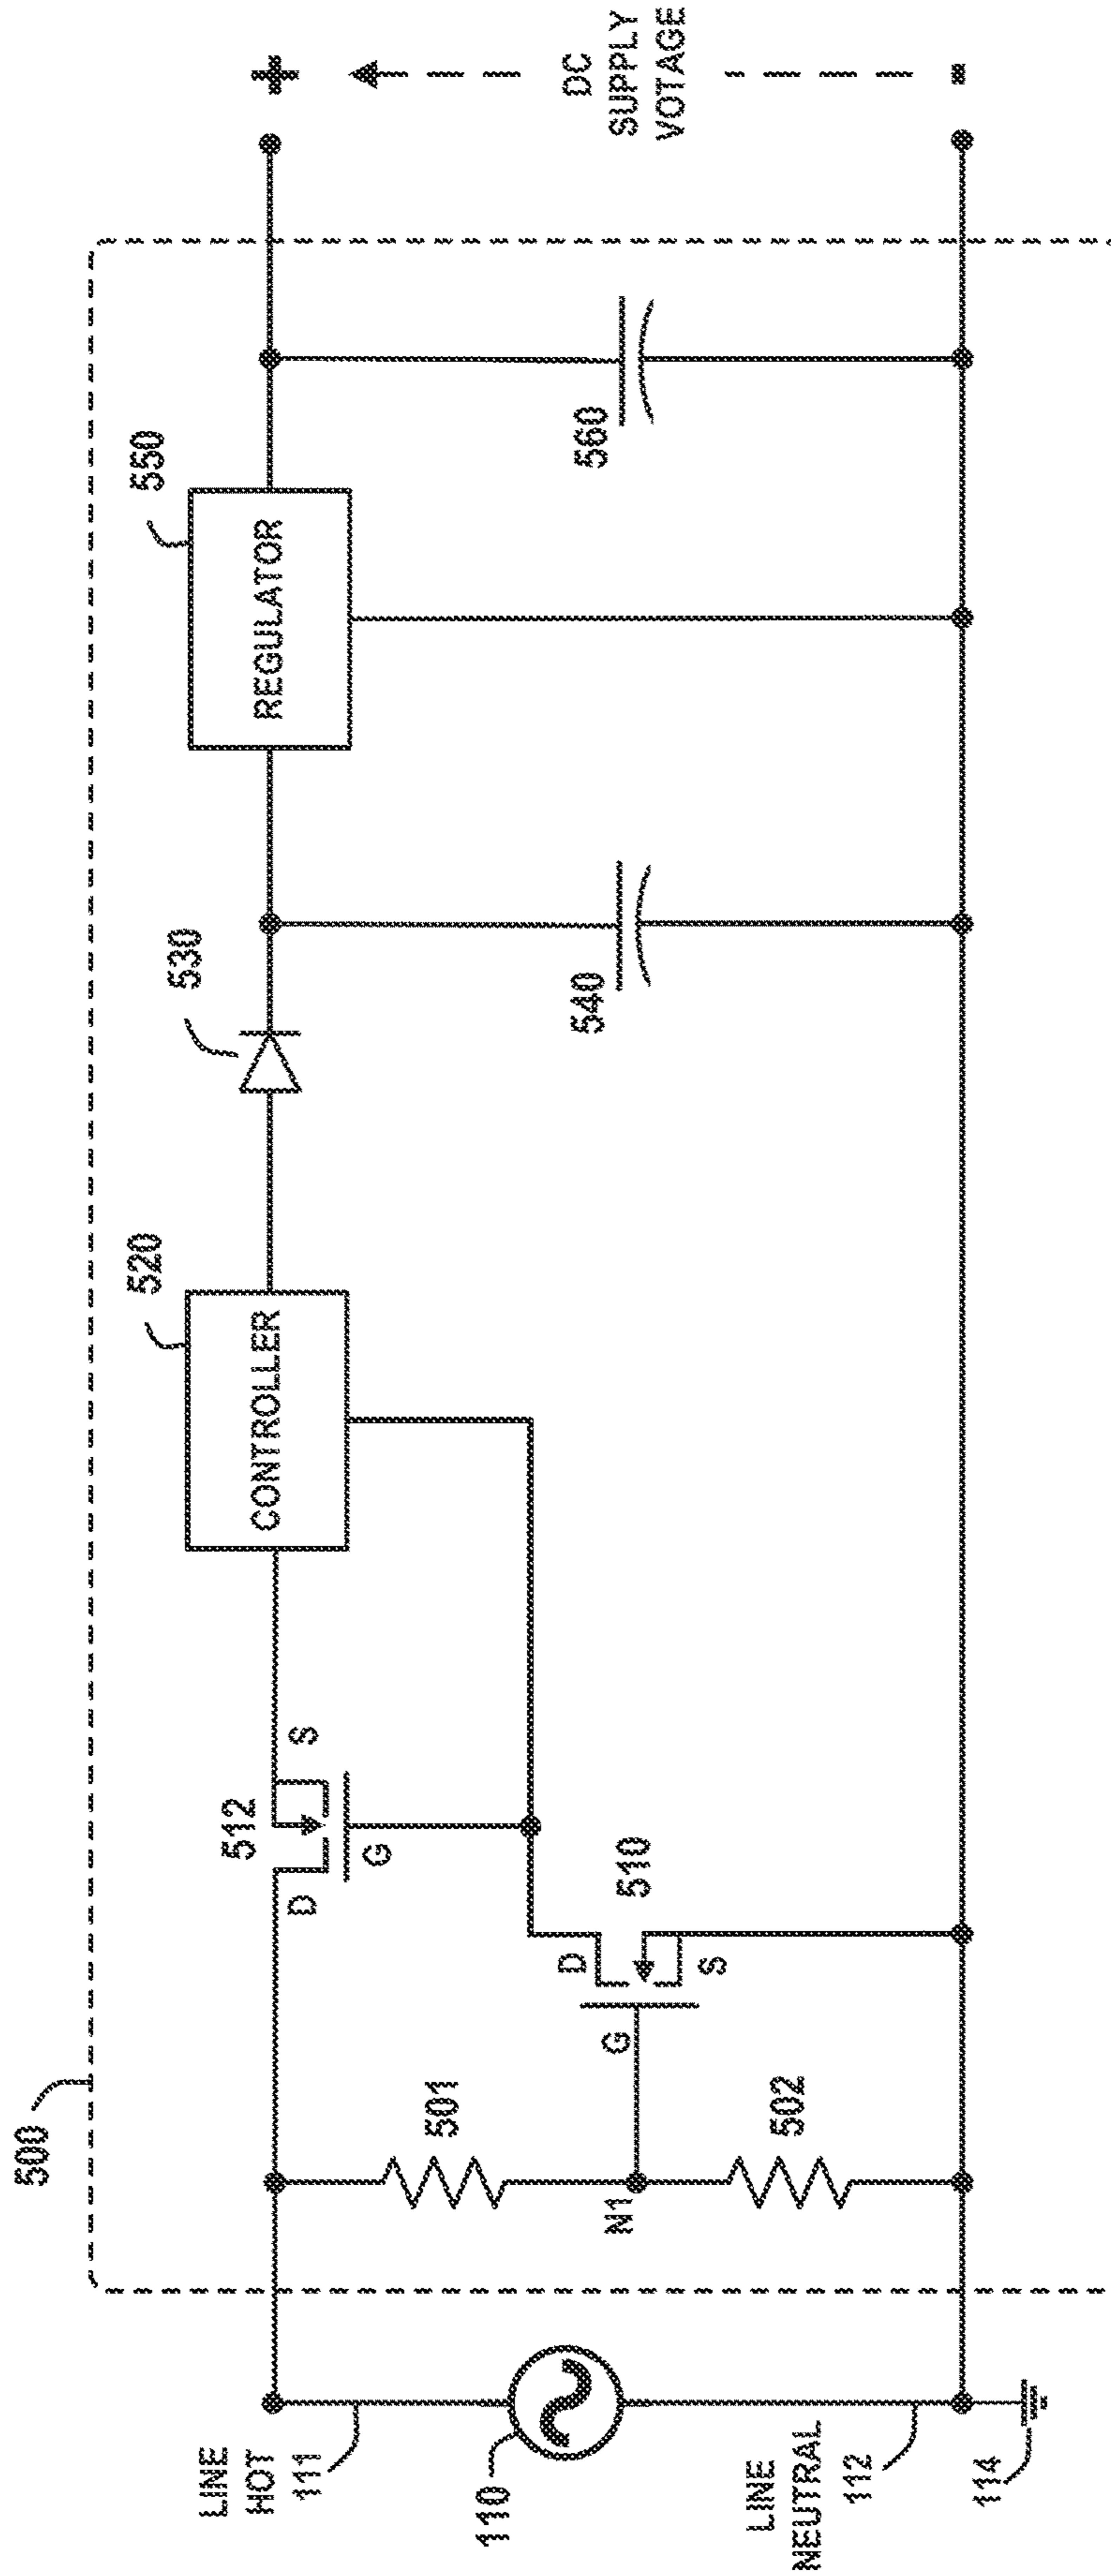 500
LINE
HOT
111
110
LINE
NEUTRAL
112
114
501
N1
502
D
512
S
G
D
G
510
S
520
CONTROLLER
530
540
550
REGULATOR
560
+
DC
SUPPLY
VOTAGE
-